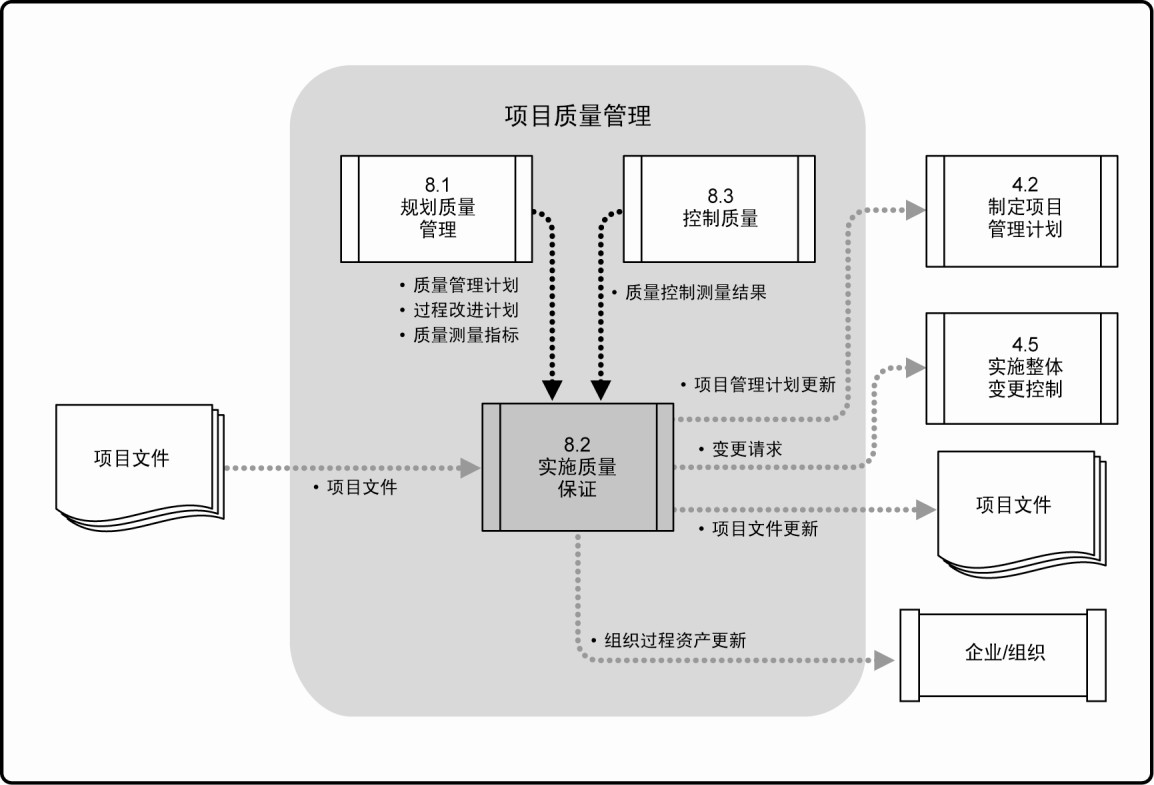 项目质量管理
8.1
规划质量
管理
8.3
控制质量
4.2
制定项目
管理计划
• 质量管理计划
• 过程改进计划
• 质量测量指标
• 质量控制测量结果
4.5
实施整体
变更控制
• 项目管理计划更新
项目文件
• 项目文件
8.2
实施质量
保证
• 变更请求
项目文件
• 项目文件更新
• 组织过程资产更新
企业/组织